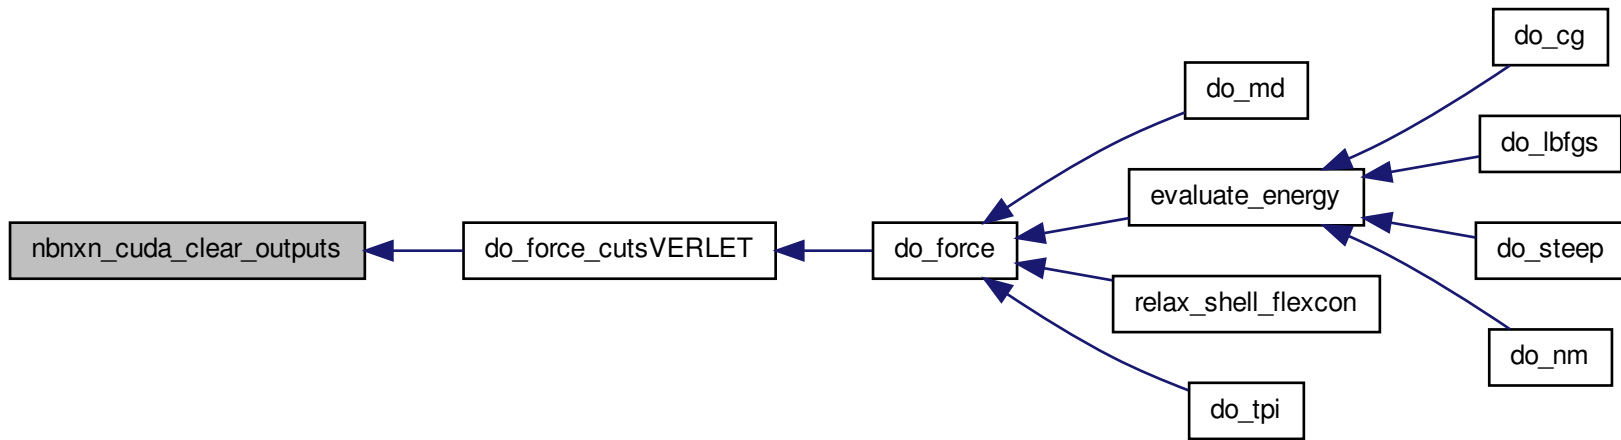 nbnxn_cuda_clear_outputs
do_force_cutsVERLET
do_force
do_md
evaluate_energy
relax_shell_flexcon
do_tpi
do_cg
do_lbfgs
do_steep
do_nm